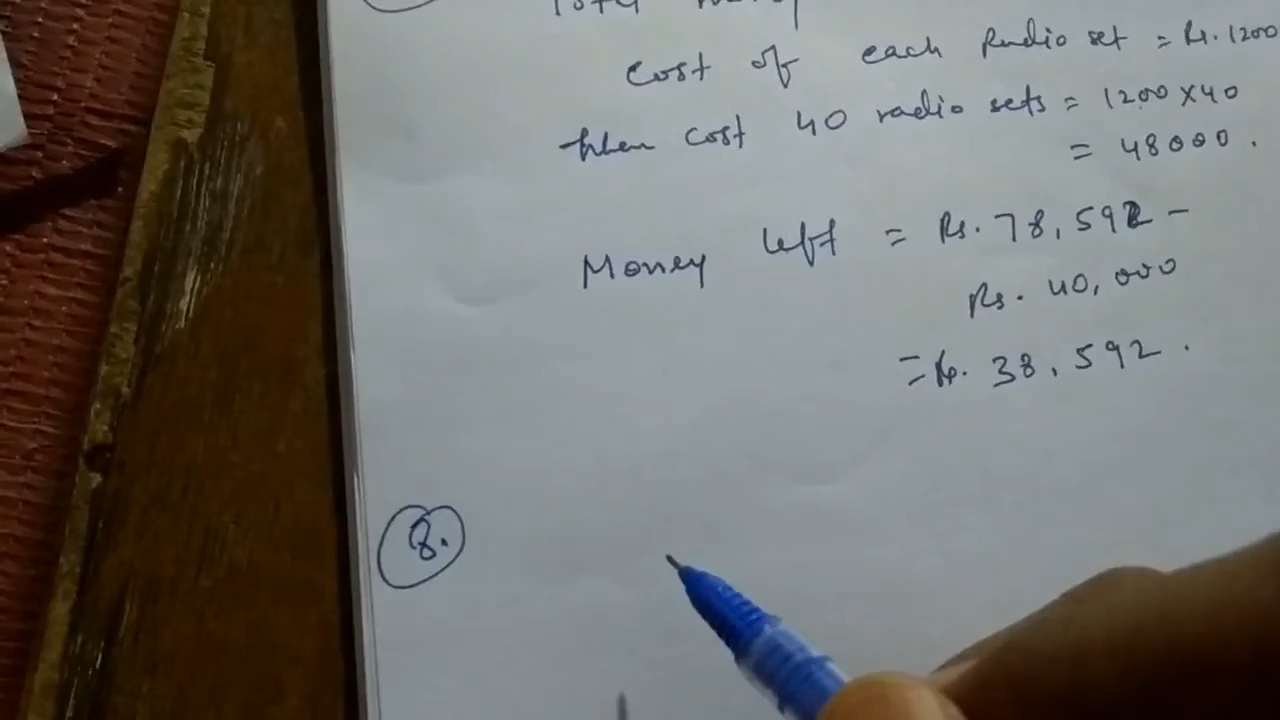 cost of each Radio set = Rs. 1200
then cost 40 radio sets = 1200 X 40
= 48000.
Money left = Rs. 78,592 -
Rs. 40,000
= Rs. 38,592.
8.